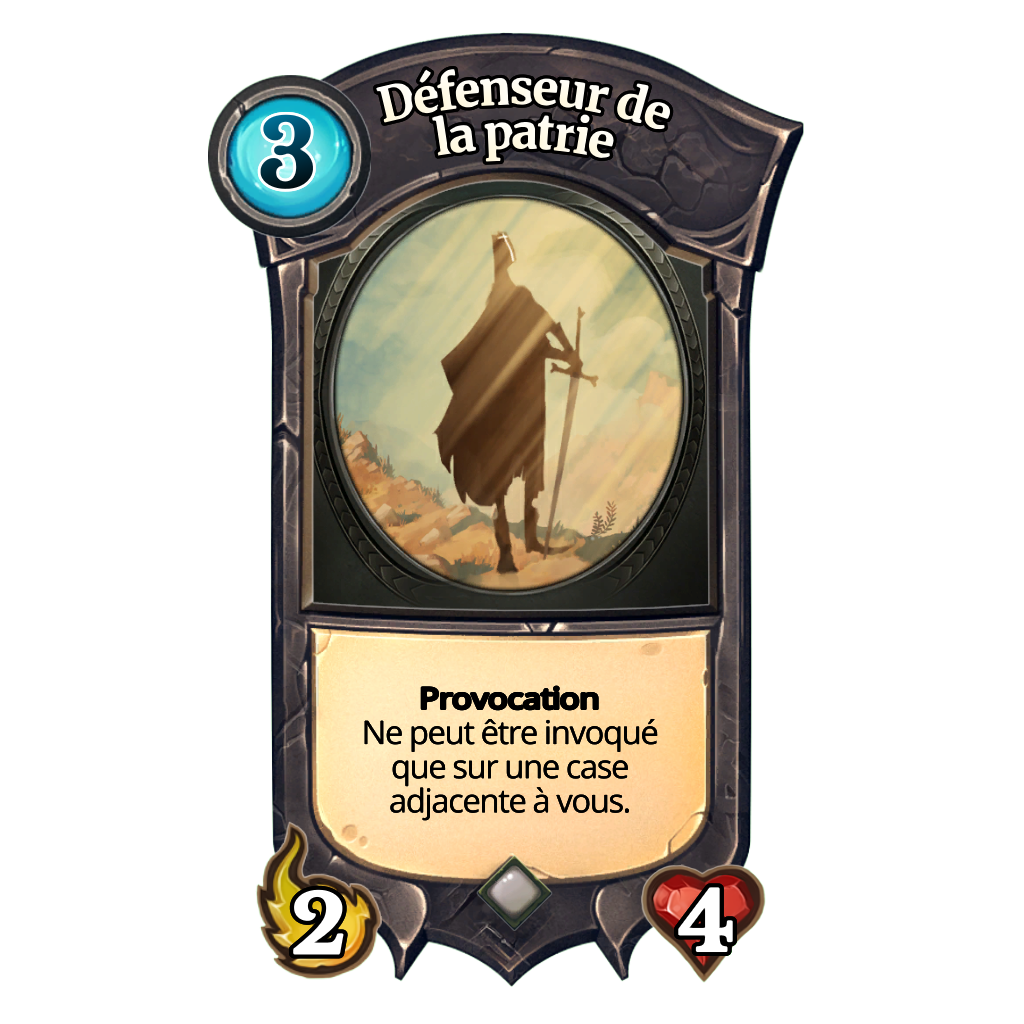 3
Défenseur de
la patrie
Provocation
Ne peut être invoqué
que sur une case
adjacente à vous.
2
4